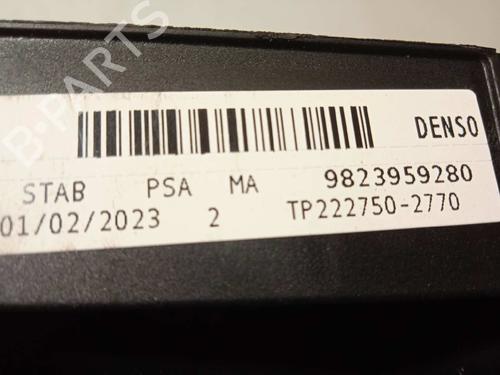 DENSO
STAB PSA MA 9823959280
01/02/2023 2 TP222750-2770
B-PARTS